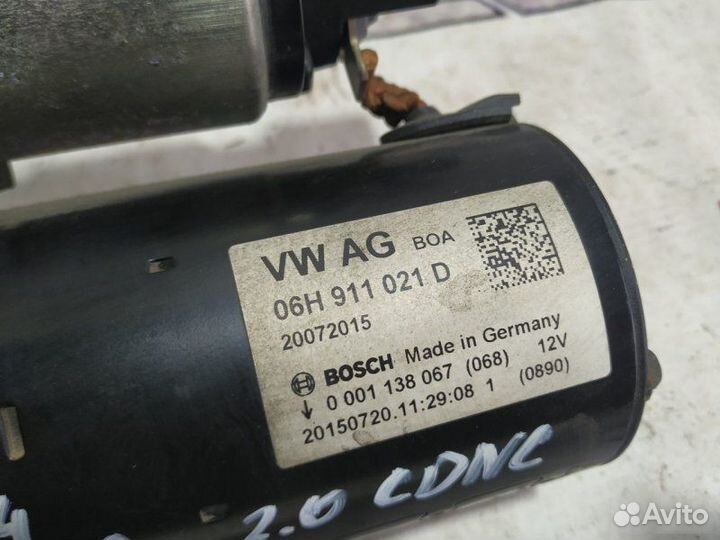 VW AG BOA
06H 911 021 D
20072015
BOSCH Made in Germany
↓ 0 001 138 067 (068) 12V
20150720.11:29:08 1 (0890)
2.0 CDNC
Avito